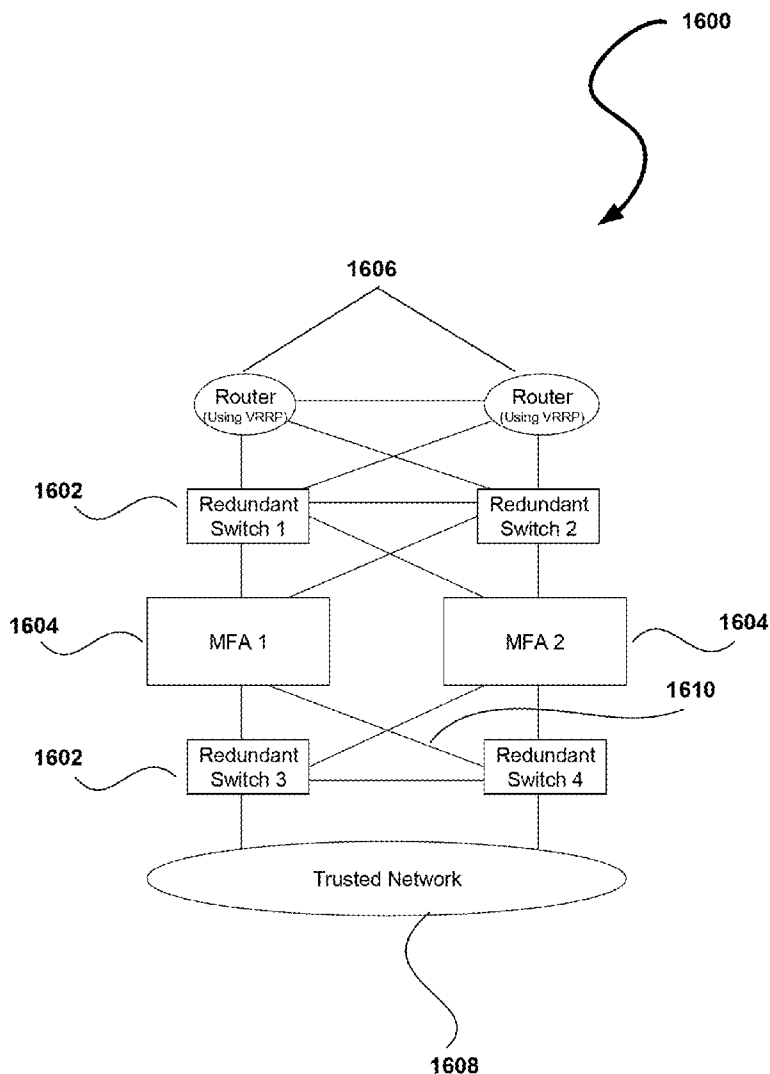 1600
1606
Router
(Using VRRP)
Router
(Using VRRP)
1602
Redundant
Switch 1
Redundant
Switch 2
1604
MFA 1
MFA 2
1604
1610
1602
Redundant
Switch 3
Redundant
Switch 4
Trusted Network
1608